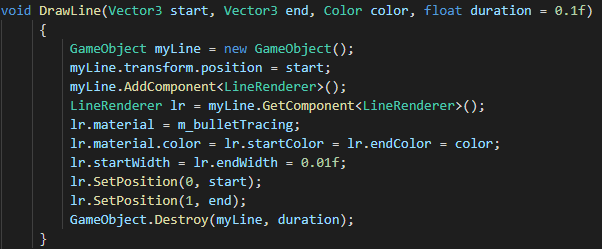 void DrawLine(Vector3 start, Vector3 end, Color color, float duration = 0.1f)
{
GameObject myLine = new GameObject();
myLine.transform.position = start;
myLine.AddComponent<LineRenderer>();
LineRenderer lr = myLine.GetComponent<LineRenderer>();
lr.material = m_bulletTracing;
lr.material.color = lr.startColor = lr.endColor = color;
lr.startWidth = lr.endWidth = 0.01f;
lr.SetPosition(0, start);
lr.SetPosition(1, end);
GameObject.Destroy(myLine, duration);
}